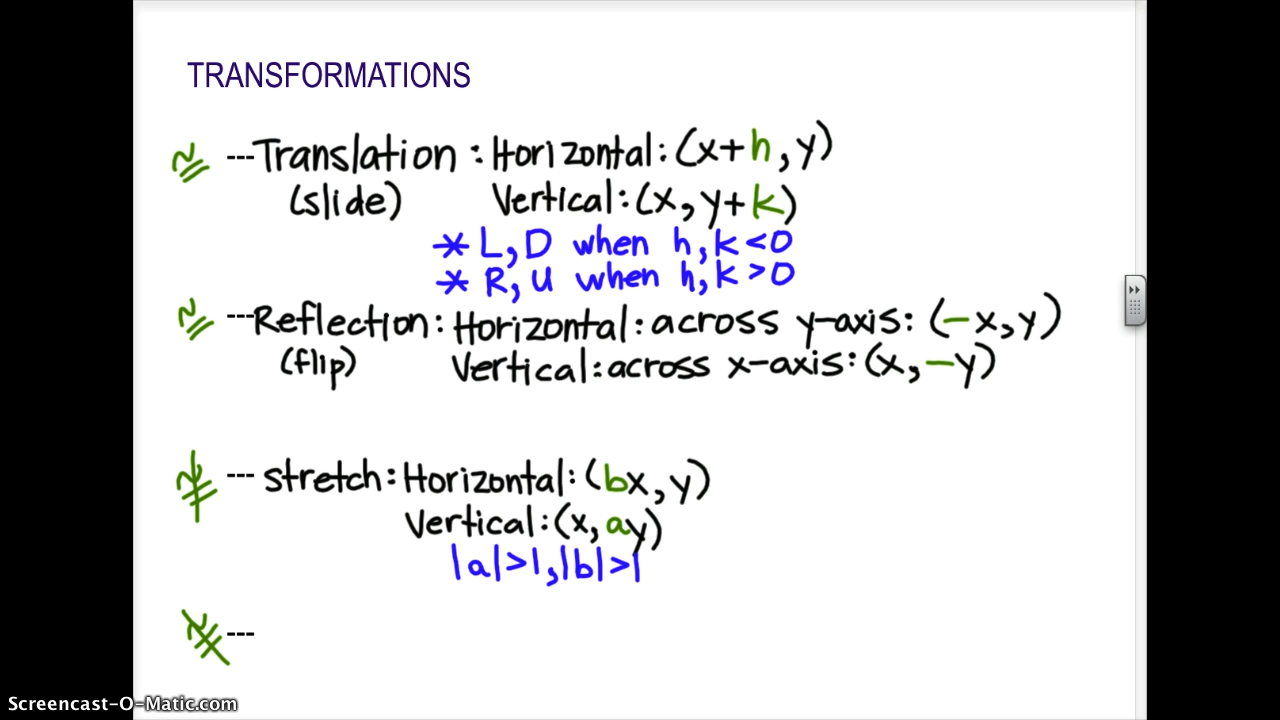 TRANSFORMATIONS
≅ ---Translation: Horizontal: (x+h, y)
(slide) Vertical: (x, y+k)
* L, D when h, k < 0
* R, U when h, k > 0
≅ ---Reflection: Horizontal: across y-axis: (-x, y)
(flip) Vertical: across x-axis: (x, -y)
≇ --- stretch: Horizontal: (bx, y)
Vertical: (x, ay)
|a|>1, |b|>1
≇ ---
Screencast-O-Matic.com